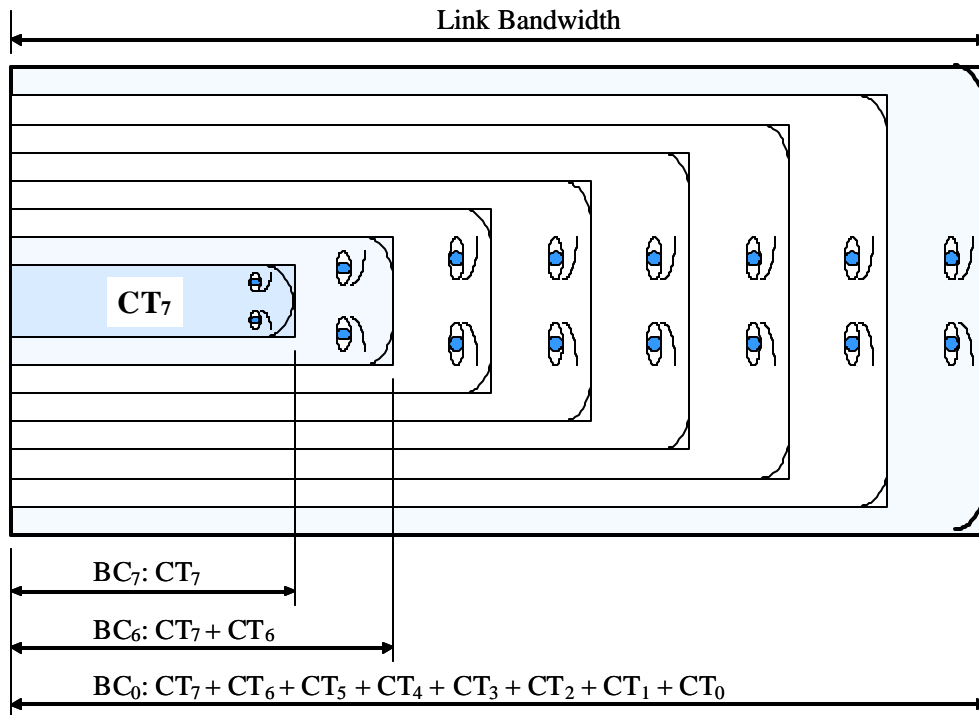 Link Bandwidth
CT₇
BC₇: CT₇
BC₆: CT₇ + CT₆
BC₀: CT₇ + CT₆ + CT₅ + CT₄ + CT₃ + CT₂ + CT₁ + CT₀